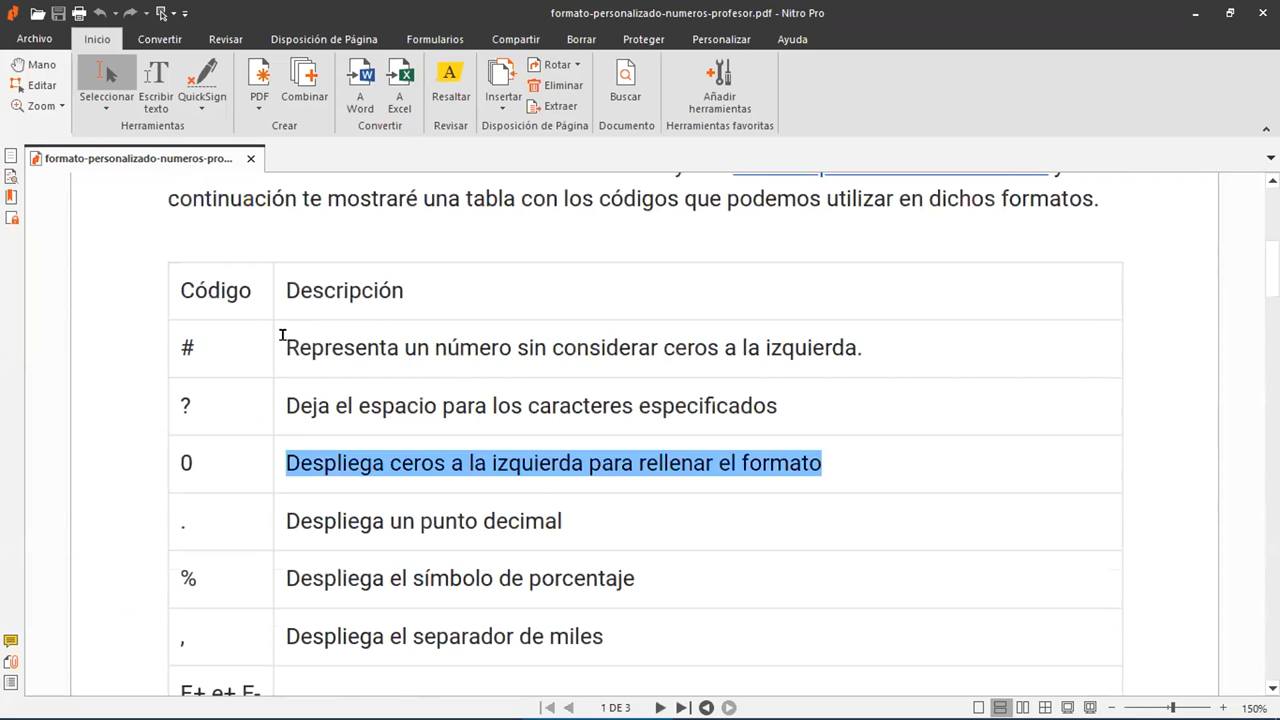 formato-personalizado-numeros-profesor.pdf - Nitro Pro
Archivo Inicio Convertir Revisar Disposición de Página Formularios Compartir Borrar Proteger Personalizar Ayuda
Mano
Editar
Zoom
Seleccionar
Escribir texto
QuickSign
Herramientas
PDF
Combinar
Crear
A Word
A Excel
Convertir
Resaltar
Revisar
Insertar
Rotar
Eliminar
Extraer
Disposición de Página
Buscar
Documento
Añadir herramientas
Herramientas favoritas
formato-personalizado-numeros-pro...
continuación te mostraré una tabla con los códigos que podemos utilizar en dichos formatos.
Código Descripción
# Representa un número sin considerar ceros a la izquierda.
? Deja el espacio para los caracteres especificados
0 Despliega ceros a la izquierda para rellenar el formato
. Despliega un punto decimal
% Despliega el símbolo de porcentaje
, Despliega el separador de miles
E+ e+ E-
1 DE 3
150%